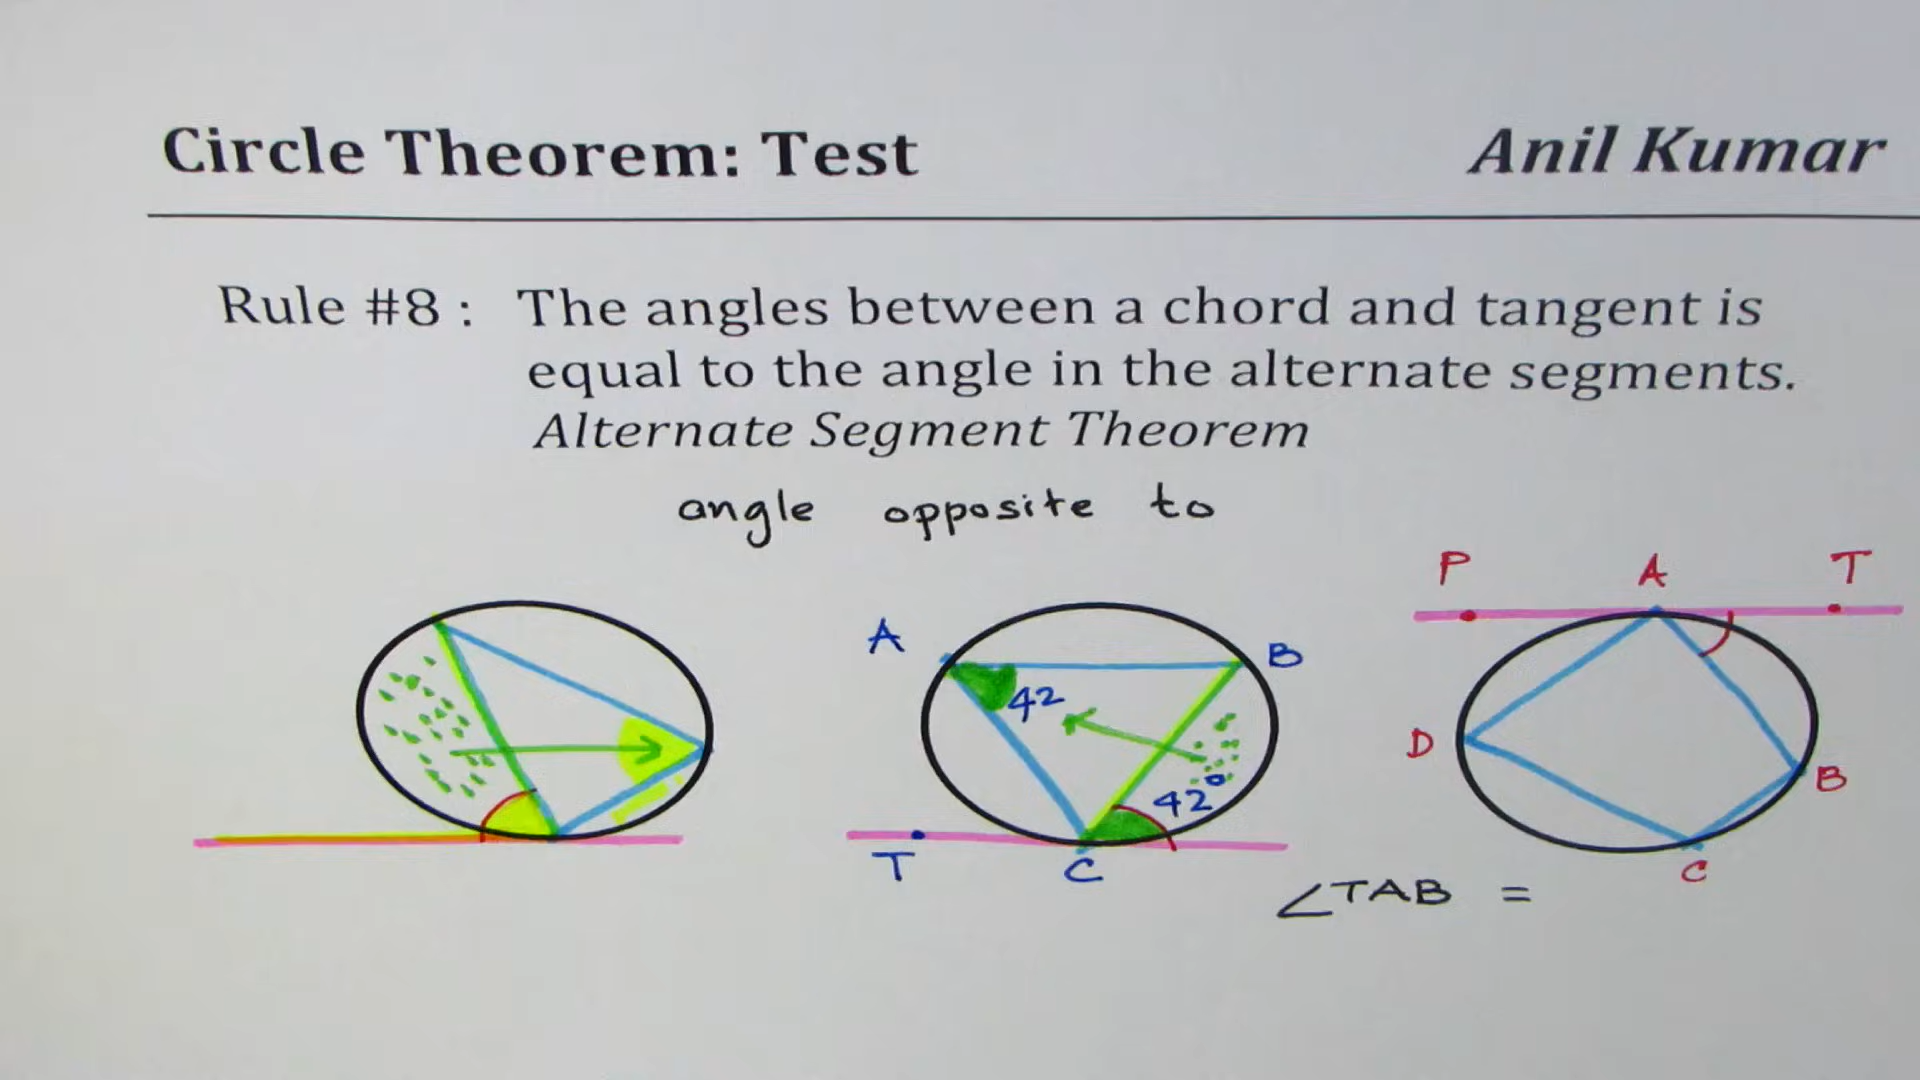 Circle Theorem: Test
Anil Kumar
Rule #8 : The angles between a chord and tangent is
equal to the angle in the alternate segments.
Alternate Segment Theorem
angle opposite to
P A T
A B
42
42°
D B
T C
C
∠TAB =